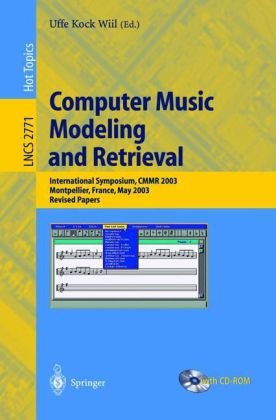 Uffe Kock Wiil (Ed.)
Hot Topics
LNCS 2771
Computer Music
Modeling
and Retrieval
International Symposium, CMMR 2003
Montpellier, France, May 2003
Revised Papers
Springer
with CD-ROM